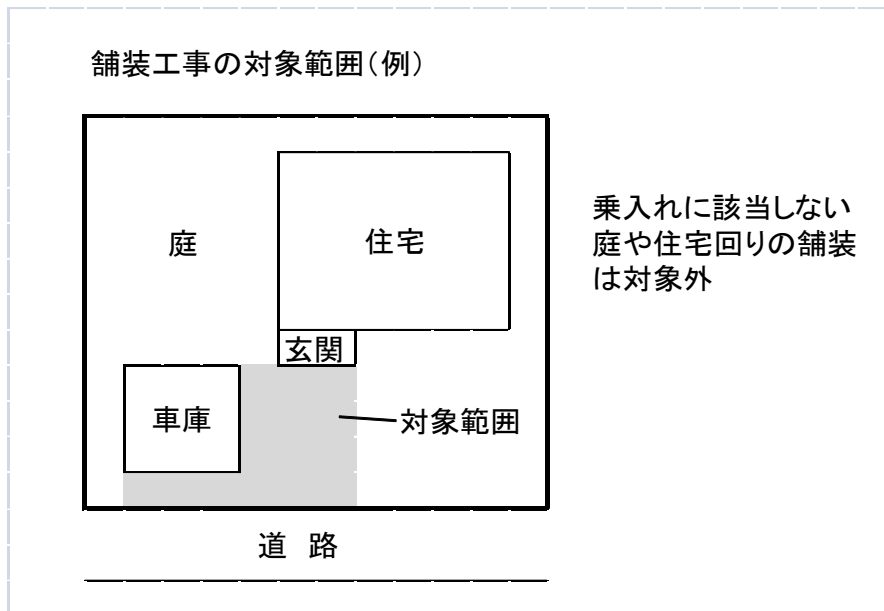 舗装工事の対象範囲(例)
庭
住宅
乗入れに該当しない
庭や住宅回りの舗装
は対象外
玄関
車庫
対象範囲
道 路